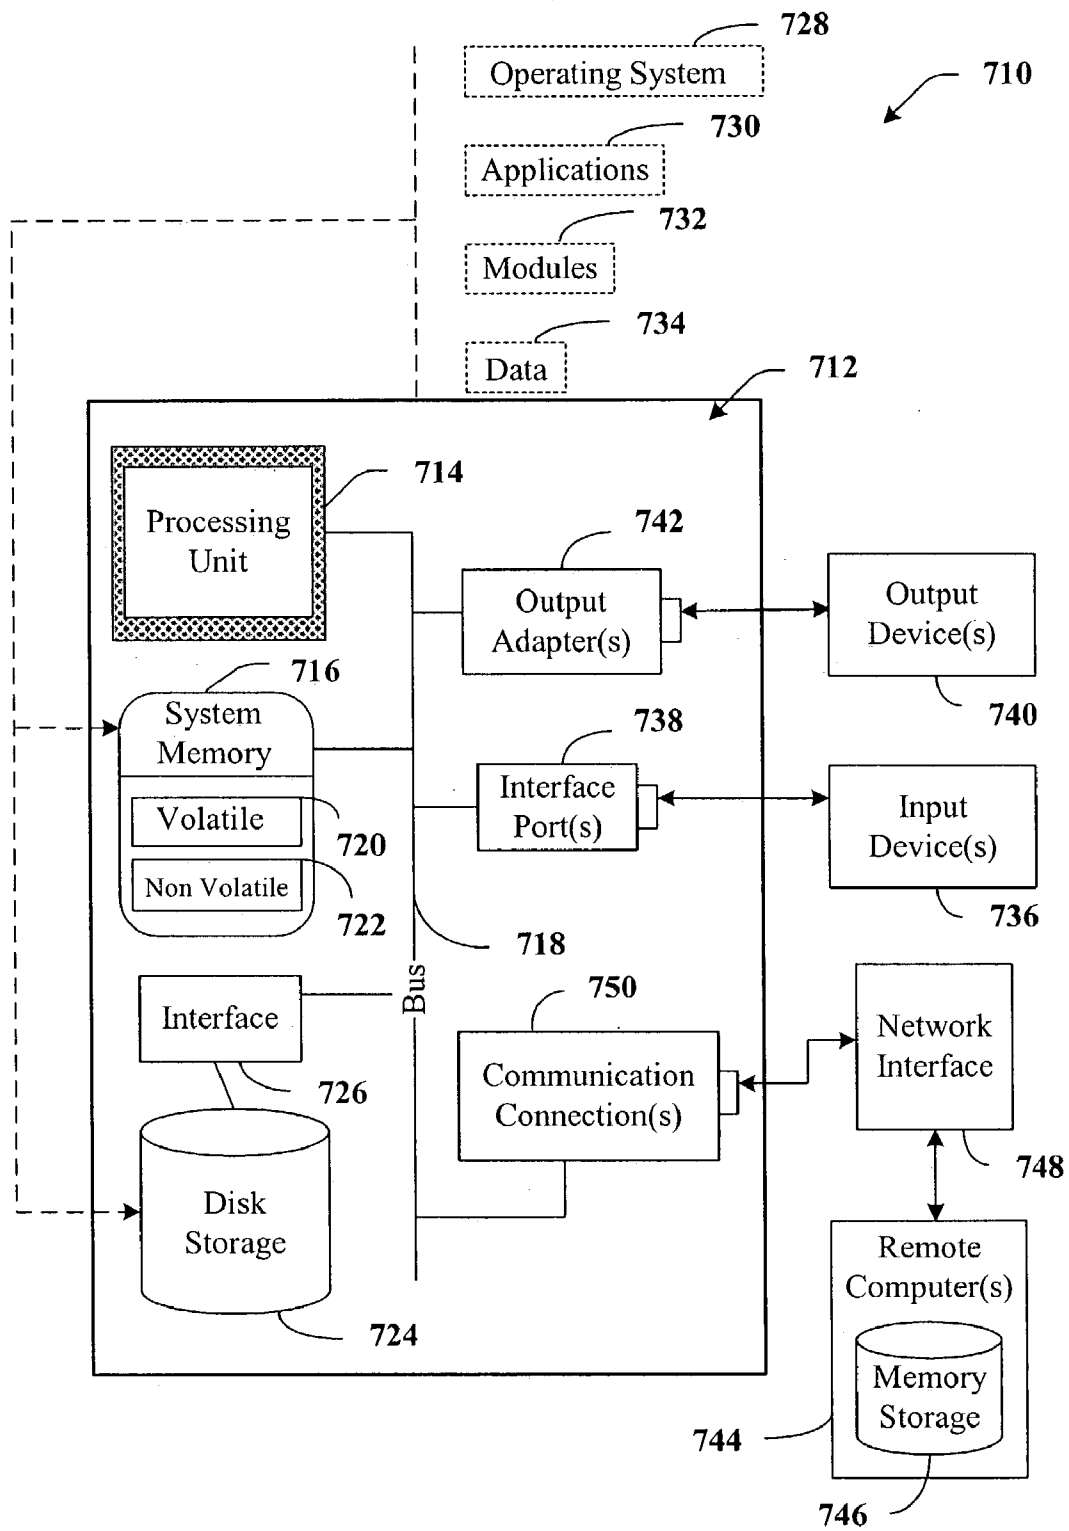 728
Operating System
710
730
Applications
732
Modules
734
Data
712
714
Processing
Unit
742
Output
Adapter(s)
Output
Device(s)
740
716
System
Memory
738
Interface
Port(s)
Input
Device(s)
736
Volatile
720
Non Volatile
722
718
Bus
750
Interface
726
Communication
Connection(s)
Network
Interface
748
Disk
Storage
724
Remote
Computer(s)
Memory
Storage
744
746